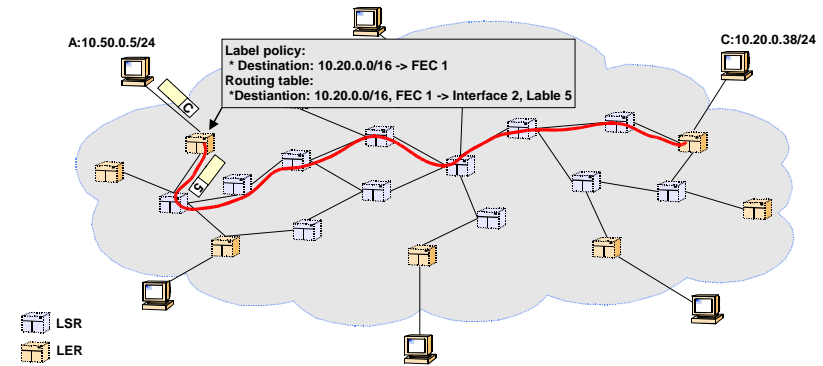 A:10.50.0.5/24
C:10.20.0.38/24
Label policy:
* Destination: 10.20.0.0/16 -> FEC 1
Routing table:
*Destiantion: 10.20.0.0/16, FEC 1 -> Interface 2, Lable 5
C
5
LSR
LER